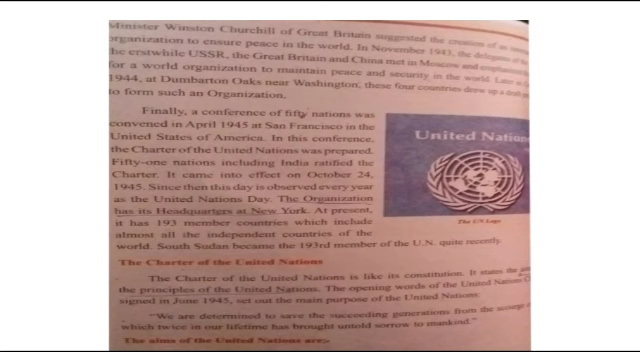 Minister Winston Churchill of Great Britain suggested the creation of an
organization to ensure peace in the world. In November 1943, the delegates of the
the erstwhile USSR, the Great Britain and China met in Moscow and emphasised
for a world organization to maintain peace and security in the world. Later in
1944, at Dumbarton Oaks near Washington, these four countries drew up a draft
to form such an Organization.
Finally, a conference of fifty nations was
convened in April 1945 at San Francisco in the
United States of America. In this conference,
the Charter of the United Nations was prepared.
Fifty-one nations including India ratified the
Charter. It came into effect on October 24,
1945. Since then this day is observed every year
as the United Nations Day. The Organization
has its Headquarters at New York. At present,
it has 193 member countries which include
almost all the independent countries of the
world. South Sudan became the 193rd member of the U.N. quite recently.
United Nations
The UN Logo
The Charter of the United Nations
The Charter of the United Nations is like its constitution. It states the
the principles of the United Nations. The opening words of the United Nations
signed in June 1945, set out the main purpose of the United Nations:
"We are determined to save the succeeding generations from the scourge
which twice in our lifetime has brought untold sorrow to mankind."
The aims of the United Nations are:-